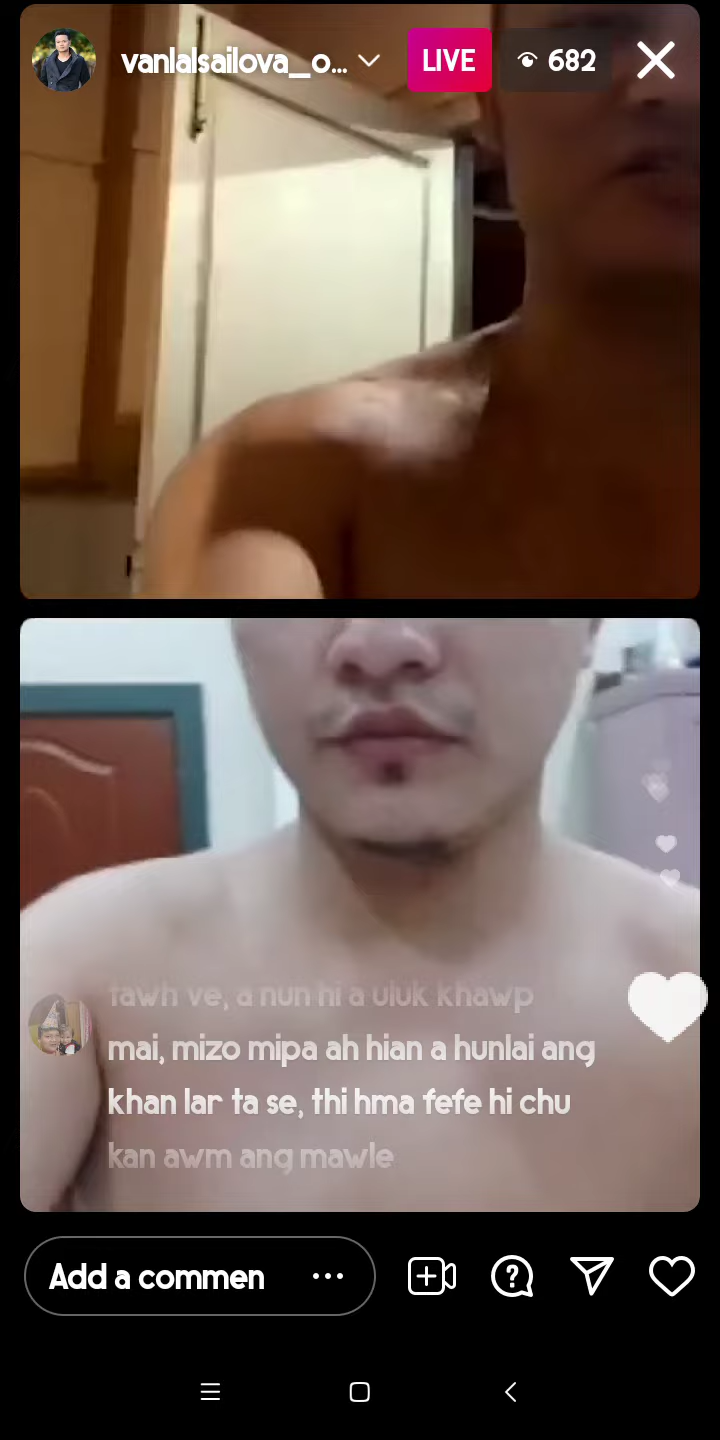 vanlalsailova_o...
LIVE
682
tawh ve, a nun hi a uluk khawp
mai, mizo mipa ah hian a hunlai ang
khan lar ta se, thi hma fefe hi chu
kan awm ang mawle
Add a commen